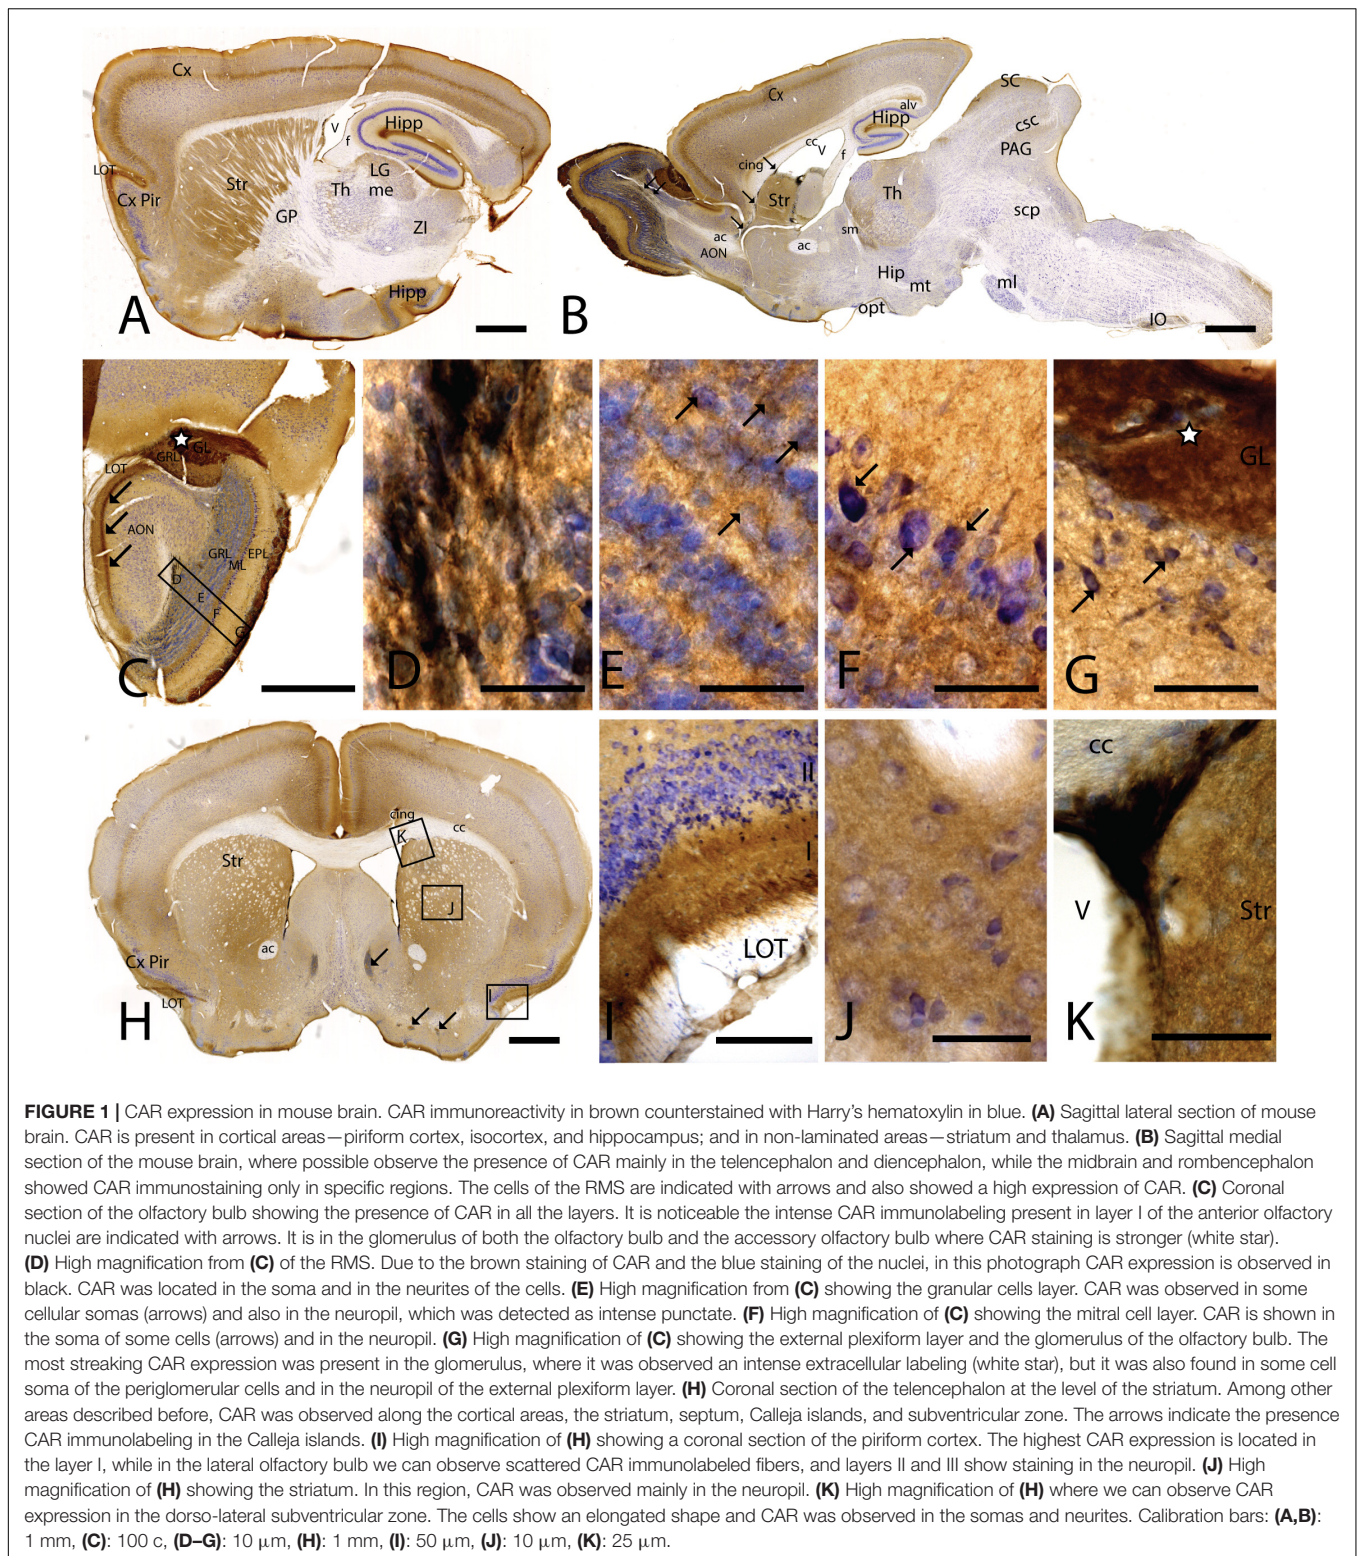 Cx
V
f
Hipp
LOT
Cx Pir
Str
LG
Th
me
GP
ZI
Hipp
A
Cx
alv
Hipp
cc
V
f
cing
Str
ac
AON
ac
sm
Th
Hip
mt
opt
SC
csc
PAG
scp
ml
IO
B
GL
GRL
LOT
AON
GRL
EPL
ML
D
E
F
G
C
D
E
F
GL
G
cing
K
cc
Str
J
ac
Cx Pir
LOT
I
H
II
I
LOT
I
J
cc
V
Str
K
FIGURE 1 | CAR expression in mouse brain. CAR immunoreactivity in brown counterstained with Harry's hematoxylin in blue. (A) Sagittal lateral section of mouse
brain. CAR is present in cortical areas—piriform cortex, isocortex, and hippocampus; and in non-laminated areas—striatum and thalamus. (B) Sagittal medial
section of the mouse brain, where possible observe the presence of CAR mainly in the telencephalon and diencephalon, while the midbrain and rombencephalon
showed CAR immunostaining only in specific regions. The cells of the RMS are indicated with arrows and also showed a high expression of CAR. (C) Coronal
section of the olfactory bulb showing the presence of CAR in all the layers. It is noticeable the intense CAR immunolabeling present in layer I of the anterior olfactory
nuclei are indicated with arrows. It is in the glomerulus of both the olfactory bulb and the accessory olfactory bulb where CAR staining is stronger (white star).
(D) High magnification from (C) of the RMS. Due to the brown staining of CAR and the blue staining of the nuclei, in this photograph CAR expression is observed in
black. CAR was located in the soma and in the neurites of the cells. (E) High magnification from (C) showing the granular cells layer. CAR was observed in some
cellular somas (arrows) and also in the neuropil, which was detected as intense punctate. (F) High magnification of (C) showing the mitral cell layer. CAR is shown in
the soma of some cells (arrows) and in the neuropil. (G) High magnification of (C) showing the external plexiform layer and the glomerulus of the olfactory bulb. The
most streaking CAR expression was present in the glomerulus, where it was observed an intense extracellular labeling (white star), but it was also found in some cell
soma of the periglomerular cells and in the neuropil of the external plexiform layer. (H) Coronal section of the telencephalon at the level of the striatum. Among other
areas described before, CAR was observed along the cortical areas, the striatum, septum, Calleja islands, and subventricular zone. The arrows indicate the presence
CAR immunolabeling in the Calleja islands. (I) High magnification of (H) showing a coronal section of the piriform cortex. The highest CAR expression is located in
the layer I, while in the lateral olfactory bulb we can observe scattered CAR immunolabeled fibers, and layers II and III show staining in the neuropil. (J) High
magnification of (H) showing the striatum. In this region, CAR was observed mainly in the neuropil. (K) High magnification of (H) where we can observe CAR
expression in the dorso-lateral subventricular zone. The cells show an elongated shape and CAR was observed in the somas and neurites. Calibration bars: (A,B):
1 mm, (C): 100 c, (D–G): 10 μm, (H): 1 mm, (I): 50 μm, (J): 10 μm, (K): 25 μm.